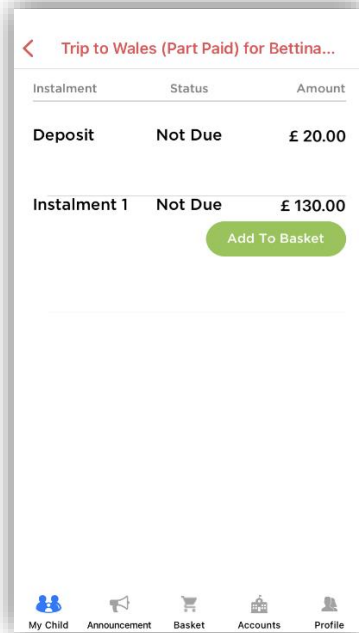 Trip to Wales (Part Paid) for Bettina...
Instalment Status Amount
Deposit Not Due £ 20.00
Instalment 1 Not Due £ 130.00
Add To Basket
My Child Announcement Basket Accounts Profile